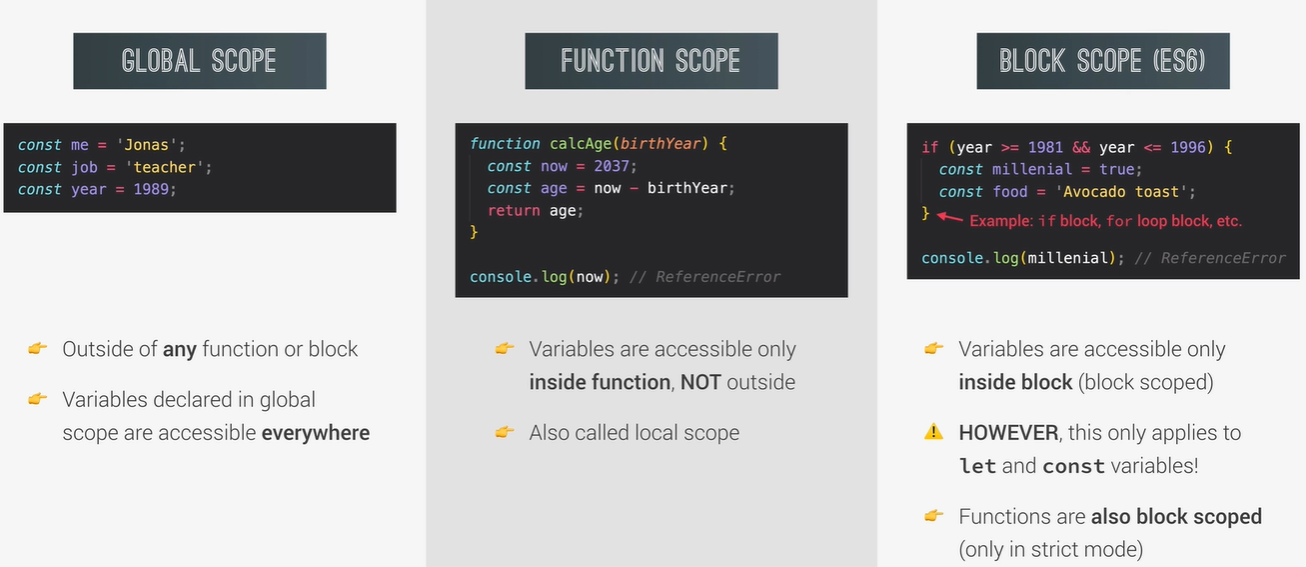 GLOBAL SCOPE
const me = 'Jonas';
const job = 'teacher';
const year = 1989;
👉 Outside of any function or block
👉 Variables declared in global
scope are accessible everywhere
FUNCTION SCOPE
function calcAge(birthYear) {
  const now = 2037;
  const age = now − birthYear;
  return age;
}
console.log(now); // ReferenceError
👉 Variables are accessible only
inside function, NOT outside
👉 Also called local scope
BLOCK SCOPE (ES6)
if (year >= 1981 && year <= 1996) {
  const millenial = true;
  const food = 'Avocado toast';
} Example: if block, for loop block, etc.
console.log(millenial); // ReferenceError
👉 Variables are accessible only
inside block (block scoped)
⚠️ HOWEVER, this only applies to
let and const variables!
👉 Functions are also block scoped
(only in strict mode)